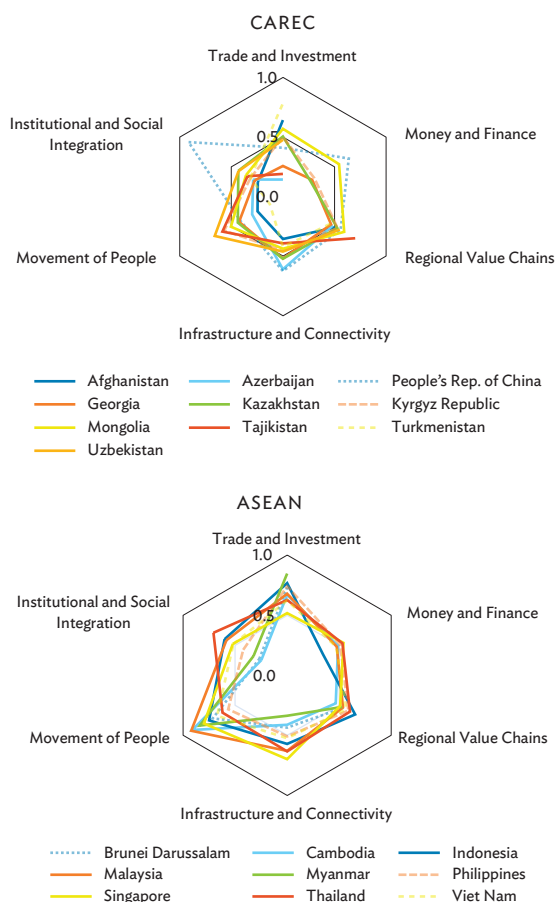 CAREC
Trade and Investment
1.0
Institutional and Social
Integration
0.5
Money and Finance
0.0
Movement of People
Regional Value Chains
Infrastructure and Connectivity
Afghanistan Azerbaijan People's Rep. of China
Georgia Kazakhstan Kyrgyz Republic
Mongolia Tajikistan Turkmenistan
Uzbekistan
ASEAN
Trade and Investment
1.0
Institutional and Social
Integration
0.5
Money and Finance
0.0
Movement of People
Regional Value Chains
Infrastructure and Connectivity
Brunei Darussalam Cambodia Indonesia
Malaysia Myanmar Philippines
Singapore Thailand Viet Nam